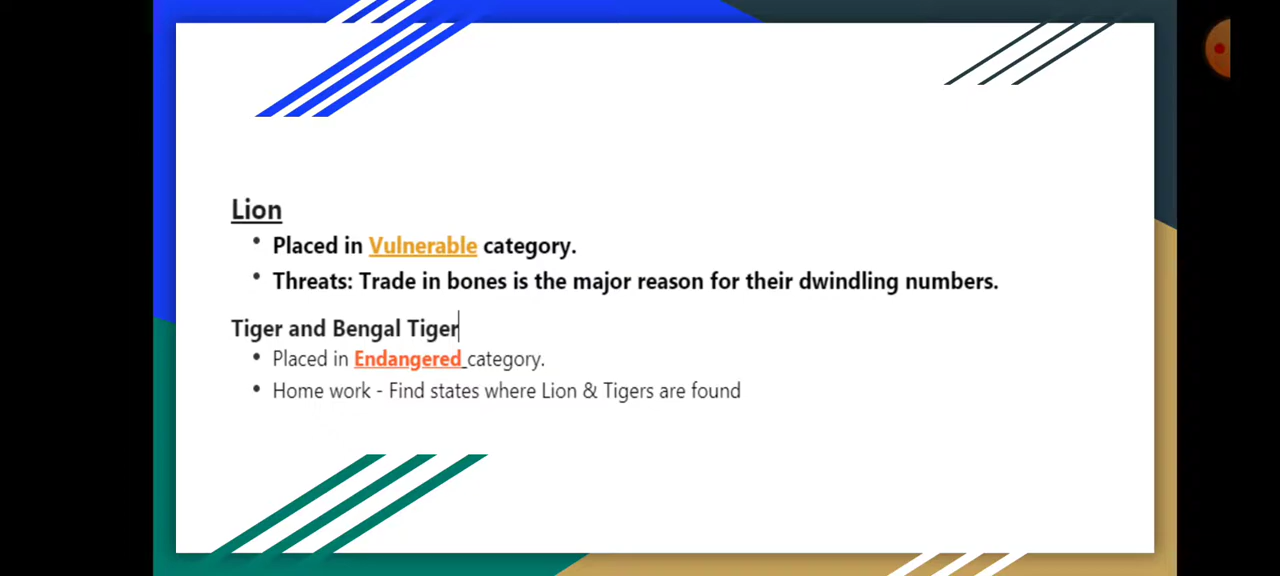 Lion
• Placed in Vulnerable category.
• Threats: Trade in bones is the major reason for their dwindling numbers.
Tiger and Bengal Tiger
• Placed in Endangered category.
• Home work - Find states where Lion & Tigers are found